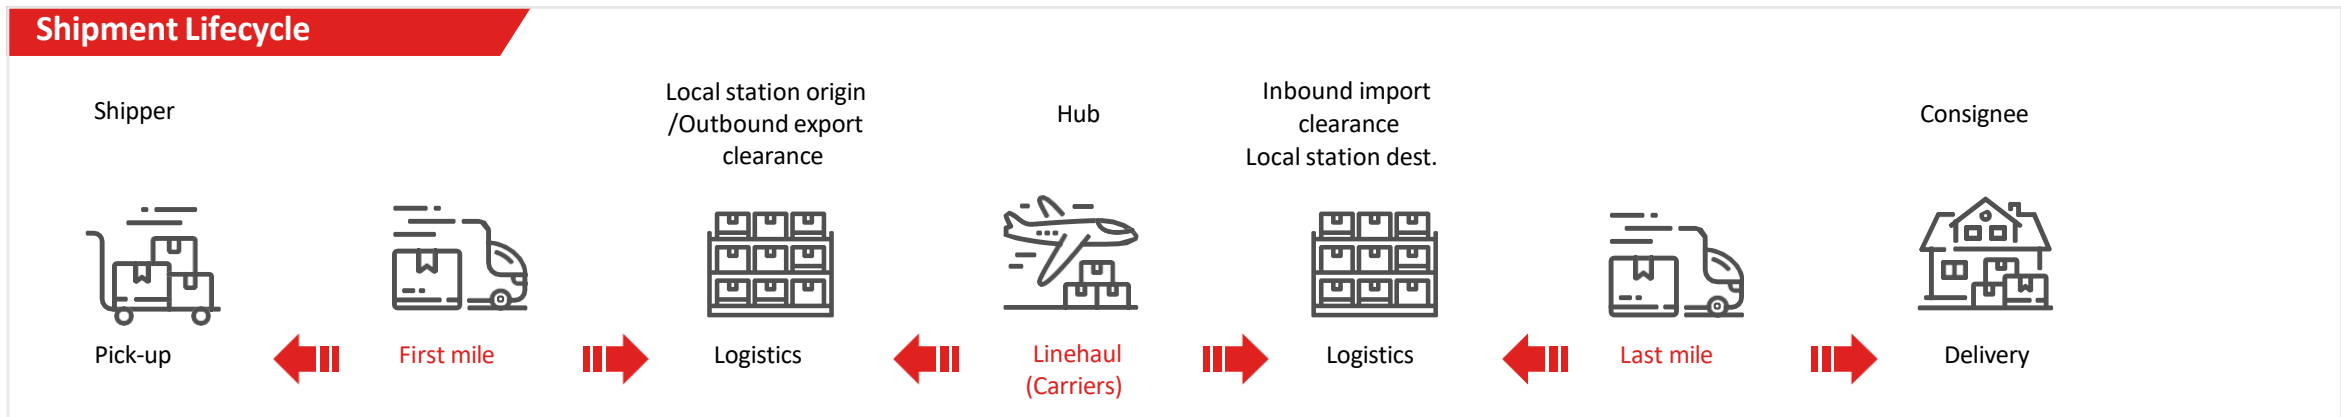 Shipment Lifecycle
Shipper
Local station origin
/Outbound export
clearance
Hub
Inbound import
clearance
Local station dest.
Consignee
Pick-up
First mile
Logistics
Linehaul
(Carriers)
Logistics
Last mile
Delivery